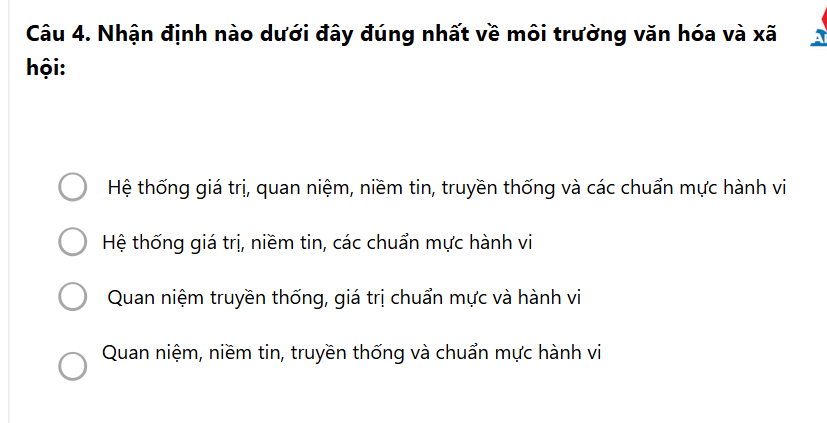 Câu 4. Nhận định nào dưới đây đúng nhất về môi trường văn hóa và xã
hội:
Hệ thống giá trị, quan niệm, niềm tin, truyền thống và các chuẩn mực hành vi
Hệ thống giá trị, niềm tin, các chuẩn mực hành vi
Quan niệm truyền thống, giá trị chuẩn mực và hành vi
Quan niệm, niềm tin, truyền thống và chuẩn mực hành vi